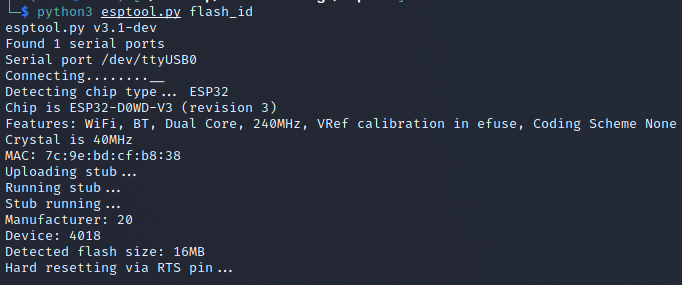 └─$ python3 esptool.py flash_id
esptool.py v3.1-dev
Found 1 serial ports
Serial port /dev/ttyUSB0
Connecting........__
Detecting chip type... ESP32
Chip is ESP32-D0WD-V3 (revision 3)
Features: WiFi, BT, Dual Core, 240MHz, VRef calibration in efuse, Coding Scheme None
Crystal is 40MHz
MAC: 7c:9e:bd:cf:b8:38
Uploading stub...
Running stub...
Stub running...
Manufacturer: 20
Device: 4018
Detected flash size: 16MB
Hard resetting via RTS pin...